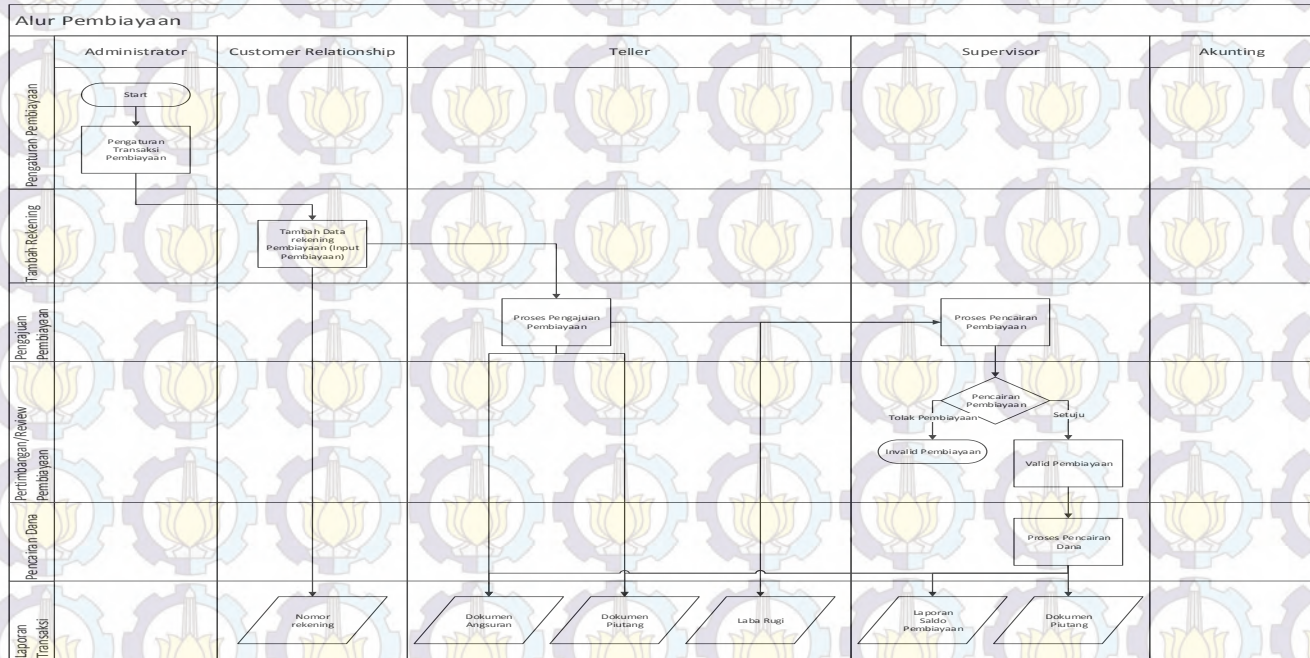 Alur Pembiayaan
Administrator
Customer Relationship
Teller
Supervisor
Akunting
Pengaturan Pembiayaan
Start
Pengaturan
Transaksi
Pembiayaan
Tambah Rekening
Tambah Data
rekening
Pembiayaan (Input
Pembiayaan)
Pengajuan
Pembiayaan
Proses Pengajuan
Pembiayaan
Proses Pencairan
Pembiayaan
Pertimbangan/Review
Pembiayaan
Pencairan
Pembiayaan
Tolak Pembiayaan
Setuju
Invalid Pembiayaan
Valid Pembiayaan
Pencairan Dana
Proses Pencairan
Dana
Laporan
Transaksi
Nomor
rekening
Dokumen
Angsuran
Dokumen
Piutang
Laba Rugi
Laporan
Saldo
Pembiayaan
Dokumen
Piutang